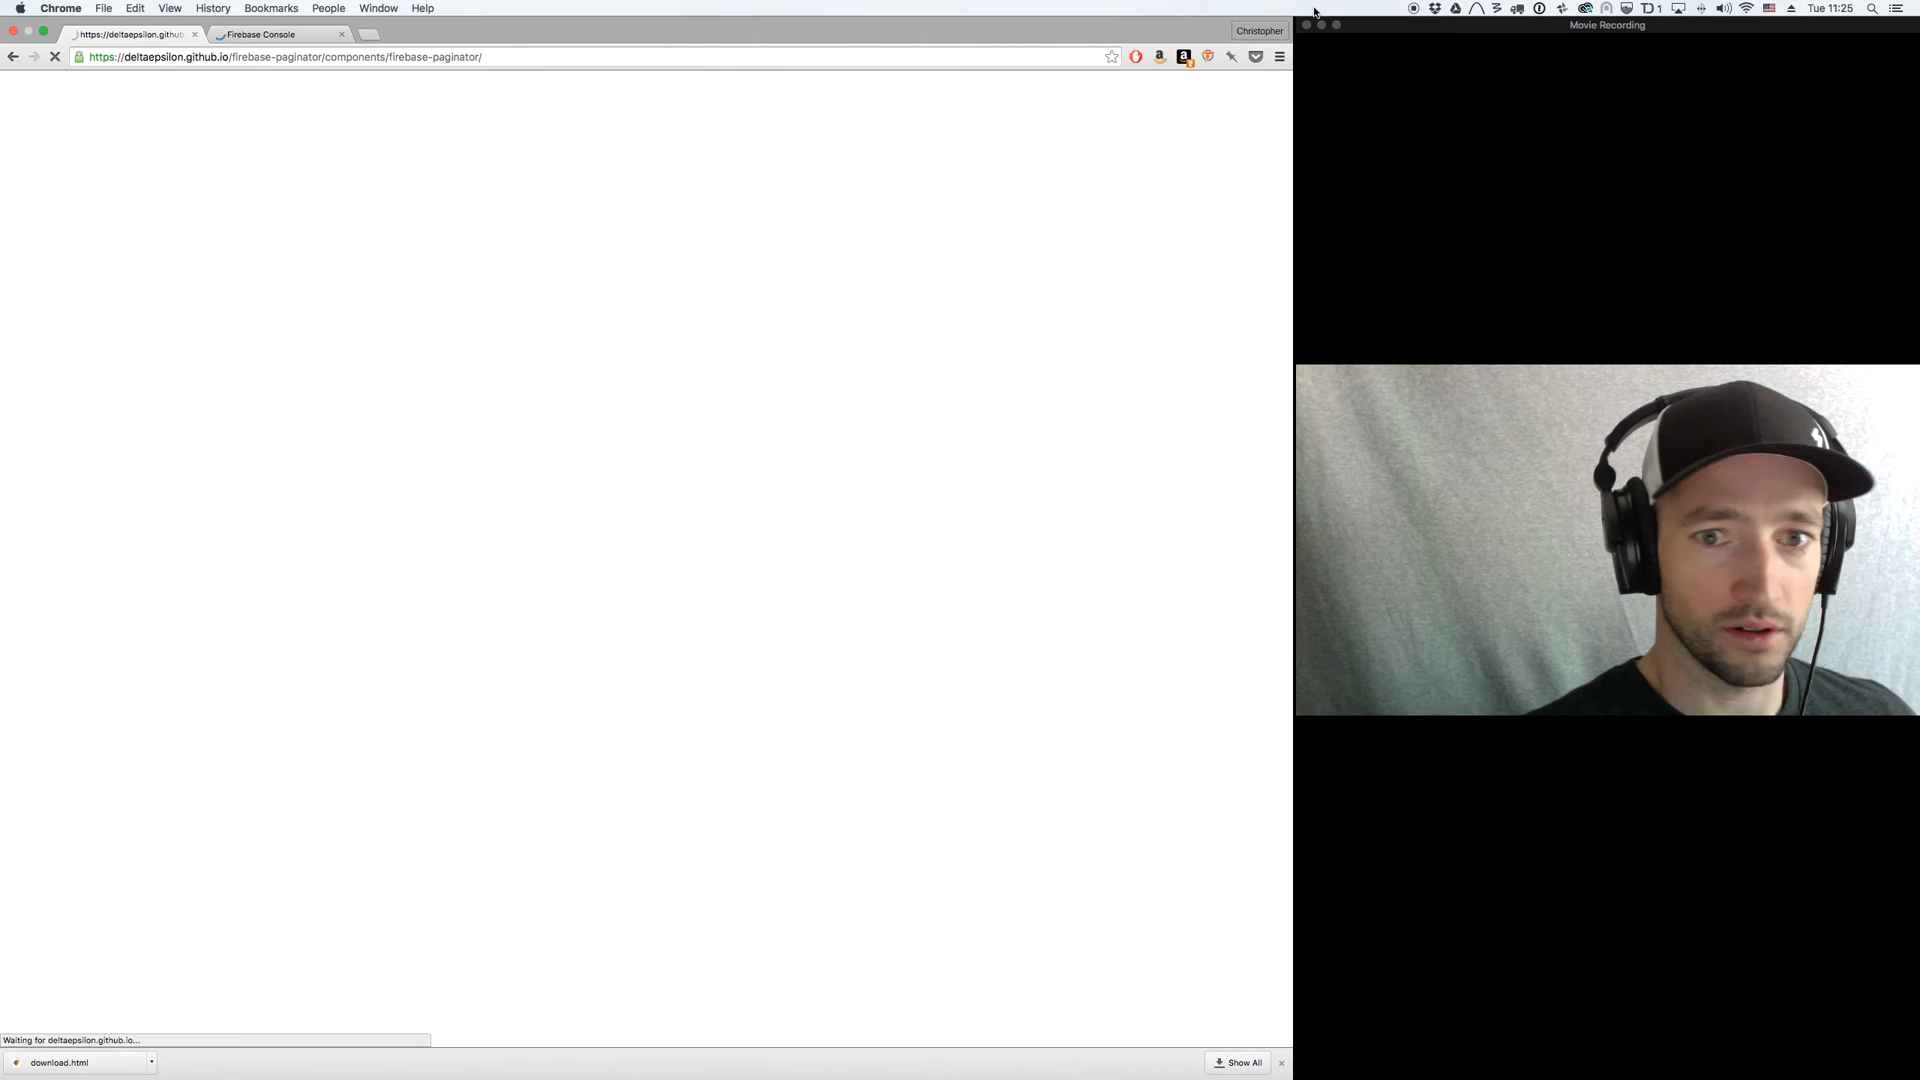 Chrome File Edit View History Bookmarks People Window Help
1 Tue 11:25
https://deltaepsilon.github
Firebase Console
Christopher
Movie Recording
https://deltaepsilon.github.io/firebase-paginator/components/firebase-paginator/
Waiting for deltaepsilon.github.io...
download.html
Show All